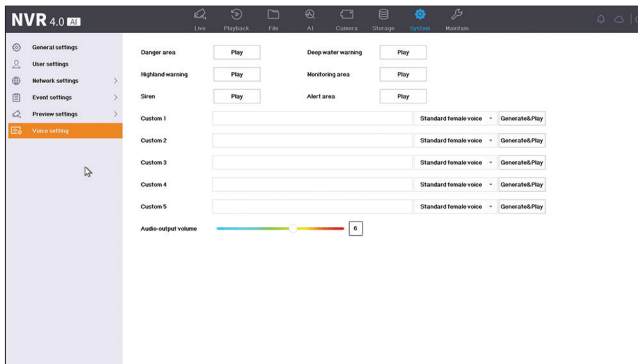 NVR 4.0 AI
Live Playback File AI Camera Storage System Maintain
General settings
User settings
Network settings
Event settings
Preview settings
Voice setting
Danger area Play Deep water warning Play
Highland warning Play Monitoring area Play
Siren Play Alert area Play
Custom 1 Standard female voice Generate&Play
Custom 2 Standard female voice Generate&Play
Custom 3 Standard female voice Generate&Play
Custom 4 Standard female voice Generate&Play
Custom 5 Standard female voice Generate&Play
Audio-output volume 6